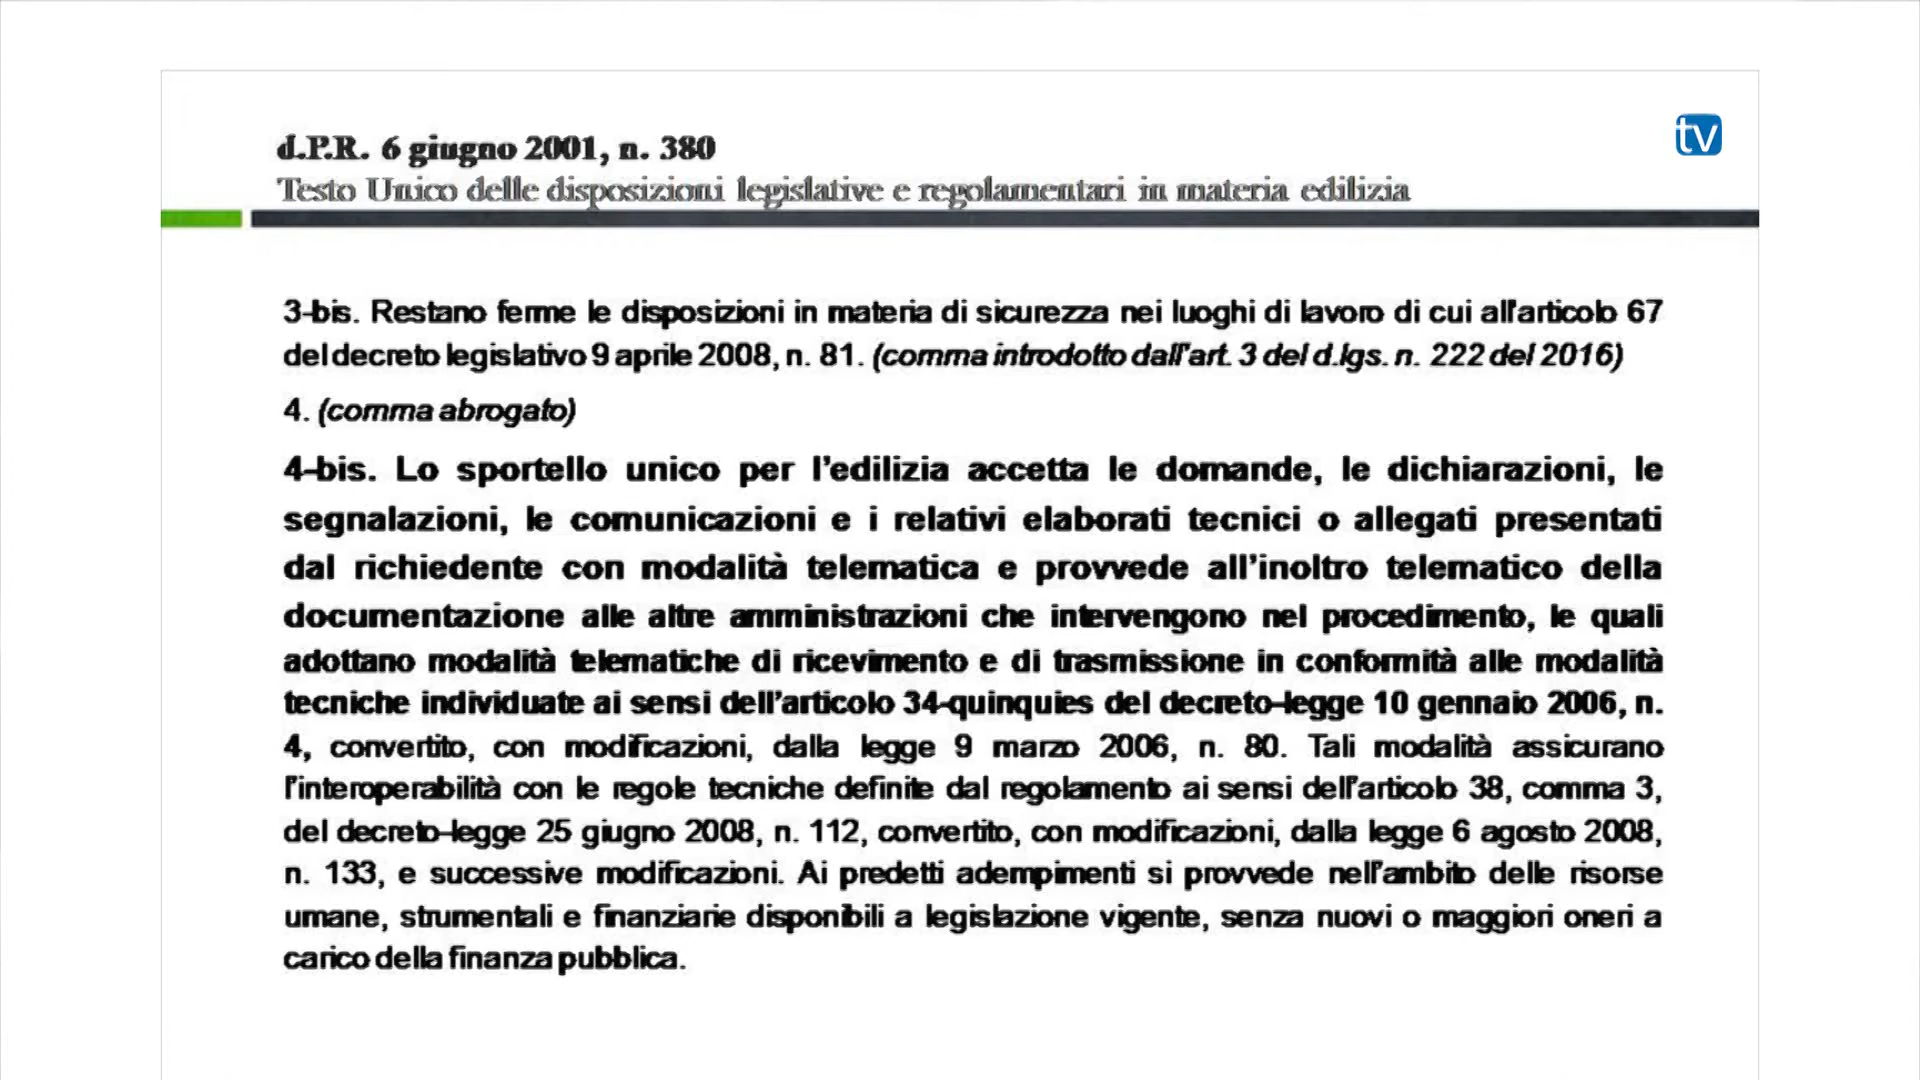 tv
d.P.R. 6 giugno 2001, n. 380
Testo Unico delle disposizioni legislative e regolamentari in materia edilizia
3-bis. Restano ferme le disposizioni in materia di sicurezza nei luoghi di lavoro di cui all'articolo 67
del decreto legislativo 9 aprile 2008, n. 81. (comma introdotto dall'art. 3 del d.lgs. n. 222 del 2016)
4. (comma abrogato)
4-bis. Lo sportello unico per l'edilizia accetta le domande, le dichiarazioni, le
segnalazioni, le comunicazioni e i relativi elaborati tecnici o allegati presentati
dal richiedente con modalità telematica e provvede all'inoltro telematico della
documentazione alle altre amministrazioni che intervengono nel procedimento, le quali
adottano modalità telematiche di ricevimento e di trasmissione in conformità alle modalità
tecniche individuate ai sensi dell'articolo 34-quinquies del decreto-legge 10 gennaio 2006, n.
4, convertito, con modificazioni, dalla legge 9 marzo 2006, n. 80. Tali modalità assicurano
l'interoperabilità con le regole tecniche definite dal regolamento ai sensi dell'articolo 38, comma 3,
del decreto-legge 25 giugno 2008, n. 112, convertito, con modificazioni, dalla legge 6 agosto 2008,
n. 133, e successive modificazioni. Ai predetti adempimenti si provvede nell'ambito delle risorse
umane, strumentali e finanziarie disponibili a legislazione vigente, senza nuovi o maggiori oneri a
carico della finanza pubblica.